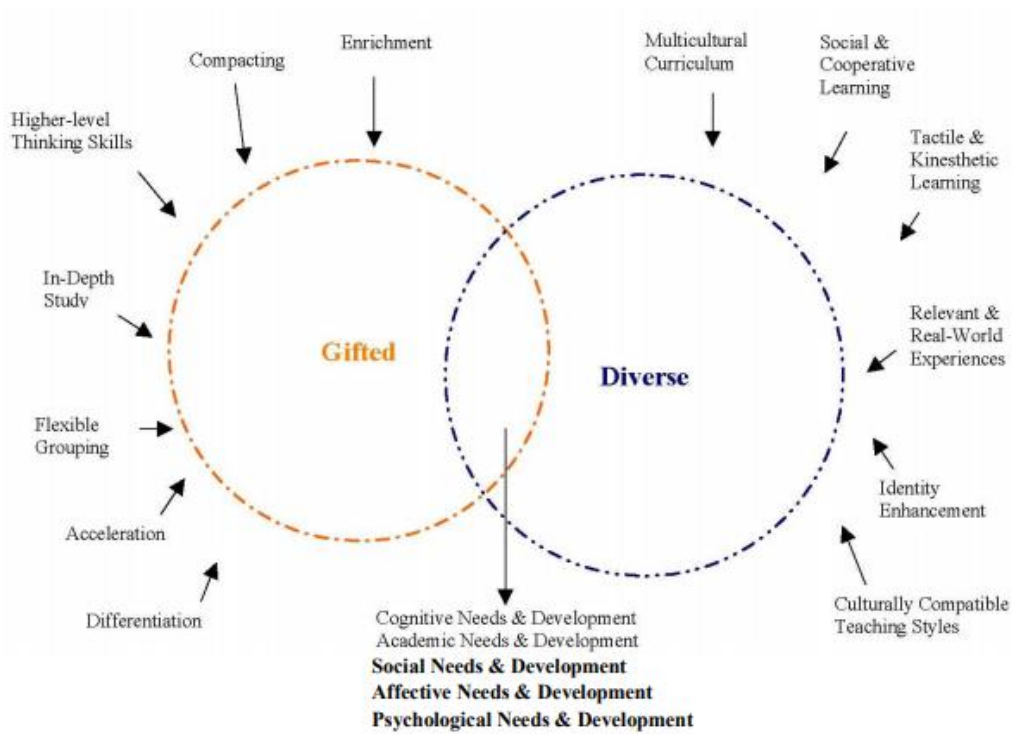 Enrichment
Compacting
Higher-level
Thinking Skills
In-Depth
Study
Flexible
Grouping
Acceleration
Differentiation
Gifted
Multicultural
Curriculum
Social &
Cooperative
Learning
Tactile &
Kinesthetic
Learning
Relevant &
Real-World
Experiences
Identity
Enhancement
Culturally Compatible
Teaching Styles
Diverse
Cognitive Needs & Development
Academic Needs & Development
Social Needs & Development
Affective Needs & Development
Psychological Needs & Development